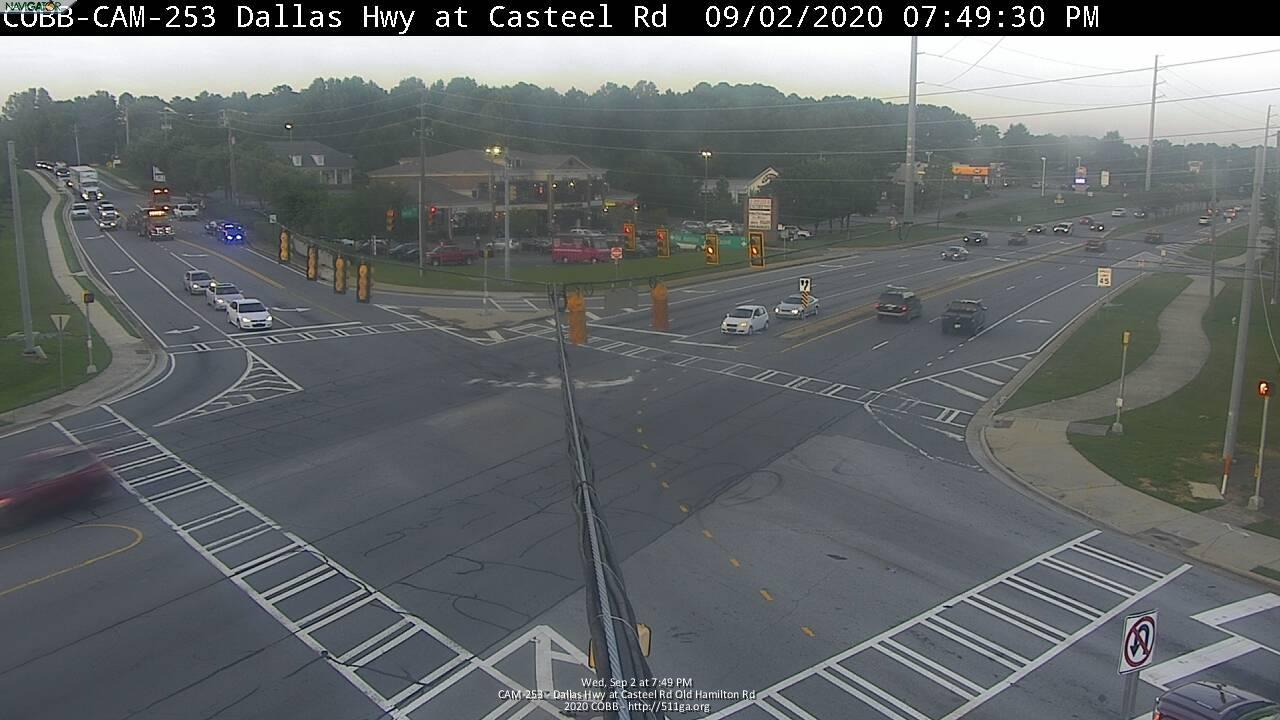 NAVIGATOR
COBB-CAM-253 Dallas Hwy at Casteel Rd 09/02/2020 07:49:30 PM
45
Wed, Sep 2 at 7:49 PM
CAM-253 - Dallas Hwy at Casteel Rd Old Hamilton Rd
2020 COBB - http://511ga.org